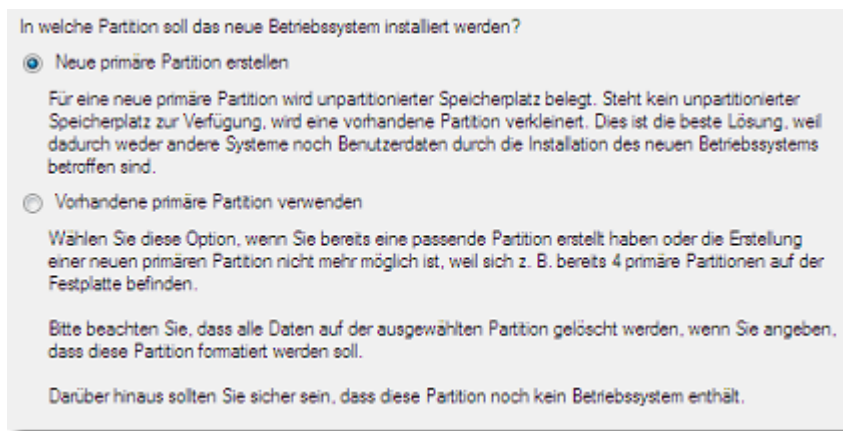 In welche Partition soll das neue Betriebssystem installiert werden?
Neue primäre Partition erstellen
Für eine neue primäre Partition wird unpartitionierter Speicherplatz belegt. Steht kein unpartitionierter
Speicherplatz zur Verfügung, wird eine vorhandene Partition verkleinert. Dies ist die beste Lösung, weil
dadurch weder andere Systeme noch Benutzerdaten durch die Installation des neuen Betriebssystems
betroffen sind.
Vorhandene primäre Partition verwenden
Wählen Sie diese Option, wenn Sie bereits eine passende Partition erstellt haben oder die Erstellung
einer neuen primären Partition nicht mehr möglich ist, weil sich z. B. bereits 4 primäre Partitionen auf der
Festplatte befinden.
Bitte beachten Sie, dass alle Daten auf der ausgewählten Partition gelöscht werden, wenn Sie angeben,
dass diese Partition formatiert werden soll.
Darüber hinaus sollten Sie sicher sein, dass diese Partition noch kein Betriebssystem enthält.